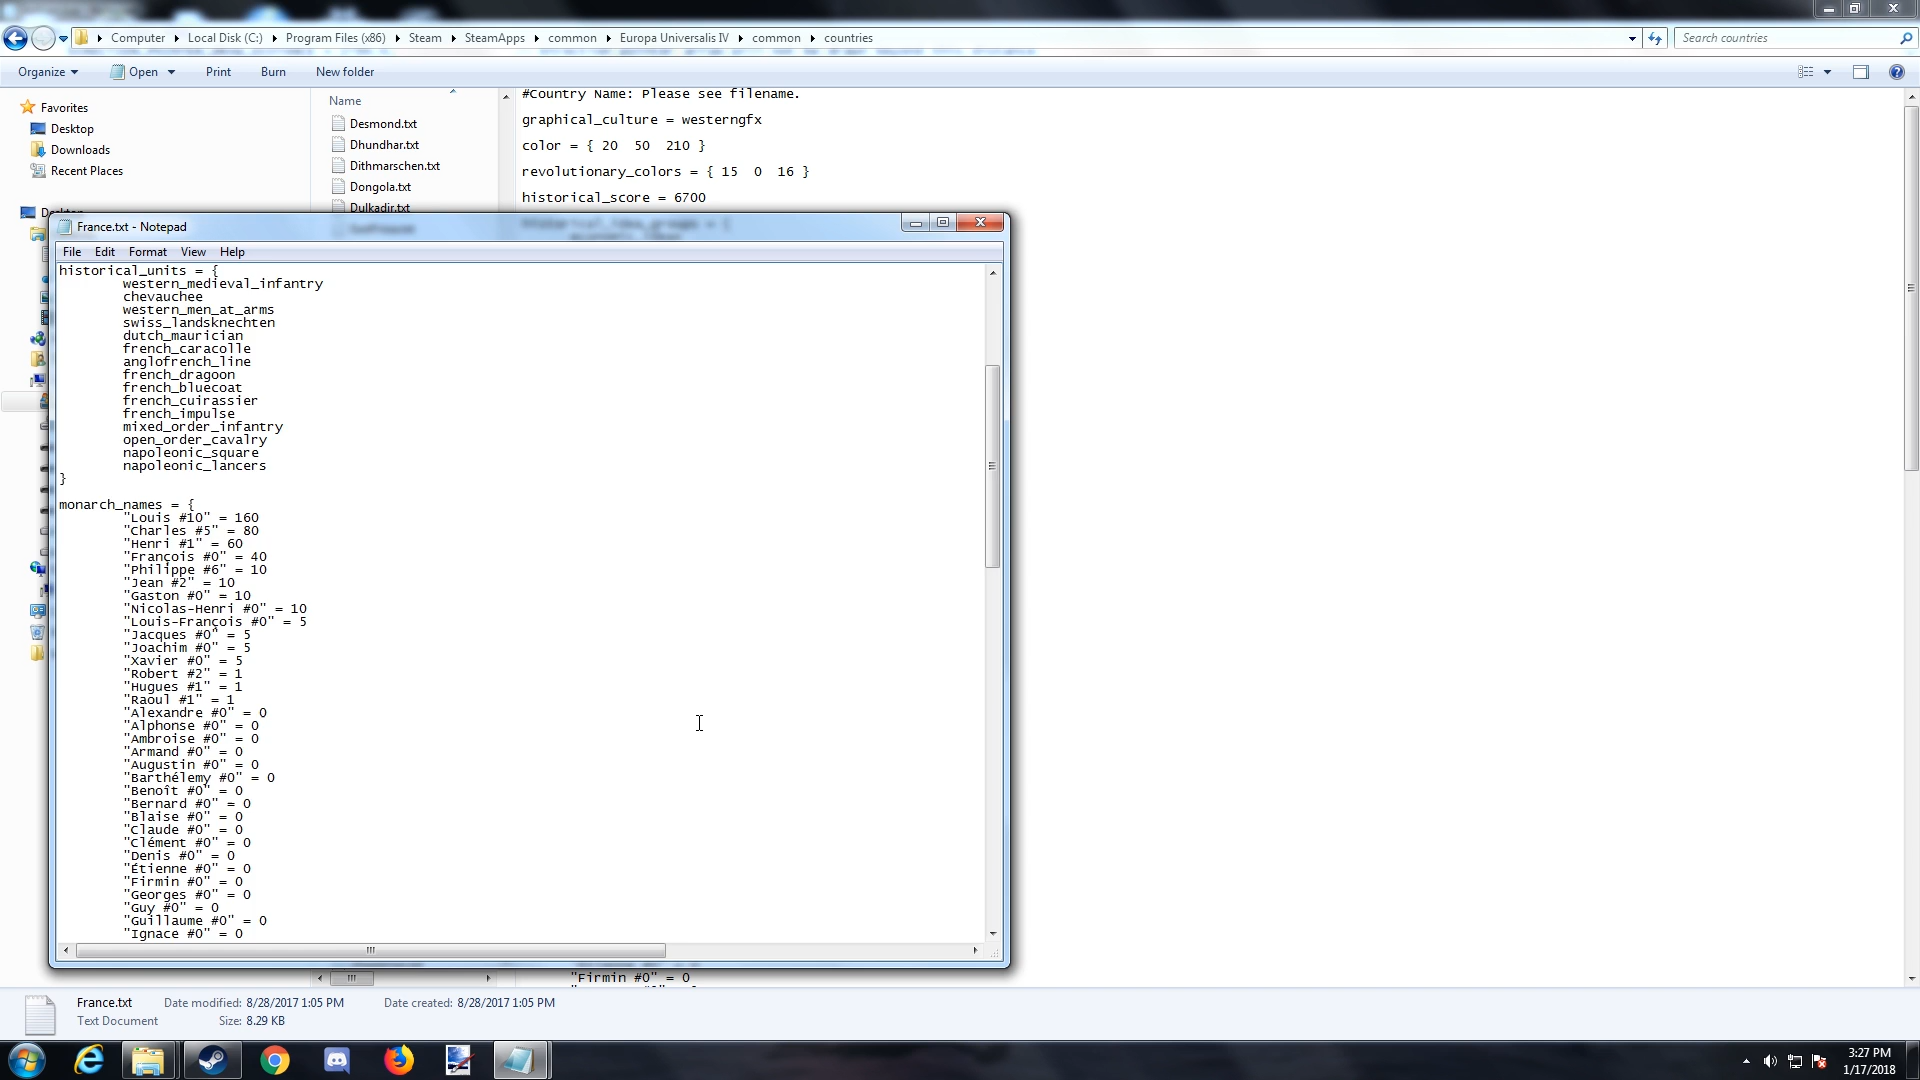 Computer Local Disk (C:) Program Files (x86) Steam SteamApps common Europa Universalis IV common countries
Search countries
Organize Open Print Burn New folder
Favorites
Desktop
Downloads
Recent Places
Name
Desmond.txt
Dhundhar.txt
Dithmarschen.txt
Dongola.txt
Dulkadir.txt
#Country Name: Please see filename.
graphical_culture = westerngfx
color = { 20 50 210 }
revolutionary_colors = { 15 0 16 }
historical_score = 6700
France.txt - Notepad
File Edit Format View Help
historical_units = {
western_medieval_infantry
chevauchee
western_men_at_arms
swiss_landsknechten
dutch_maurician
french_caracolle
anglofrench_line
french_dragoon
french_bluecoat
french_cuirassier
french_impulse
mixed_order_infantry
open_order_cavalry
napoleonic_square
napoleonic_lancers
}
monarch_names = {
"Louis #10" = 160
"Charles #5" = 80
"Henri #1" = 60
"François #0" = 40
"Philippe #6" = 10
"Jean #2" = 10
"Gaston #0" = 10
"Nicolas-Henri #0" = 10
"Louis-François #0" = 5
"Jacques #0" = 5
"Joachim #0" = 5
"Xavier #0" = 5
"Robert #2" = 1
"Hugues #1" = 1
"Raoul #1" = 1
"Alexandre #0" = 0
"Alphonse #0" = 0
"Ambroise #0" = 0
"Armand #0" = 0
"Augustin #0" = 0
"Barthélemy #0" = 0
"Benoît #0" = 0
"Bernard #0" = 0
"Blaise #0" = 0
"Claude #0" = 0
"Clément #0" = 0
"Denis #0" = 0
"Étienne #0" = 0
"Firmin #0" = 0
"Georges #0" = 0
"Guy #0" = 0
"Guillaume #0" = 0
"Ignace #0" = 0
"Firmin #0" = 0
France.txt Date modified: 8/28/2017 1:05 PM Date created: 8/28/2017 1:05 PM
Text Document Size: 8.29 KB
3:27 PM
1/17/2018